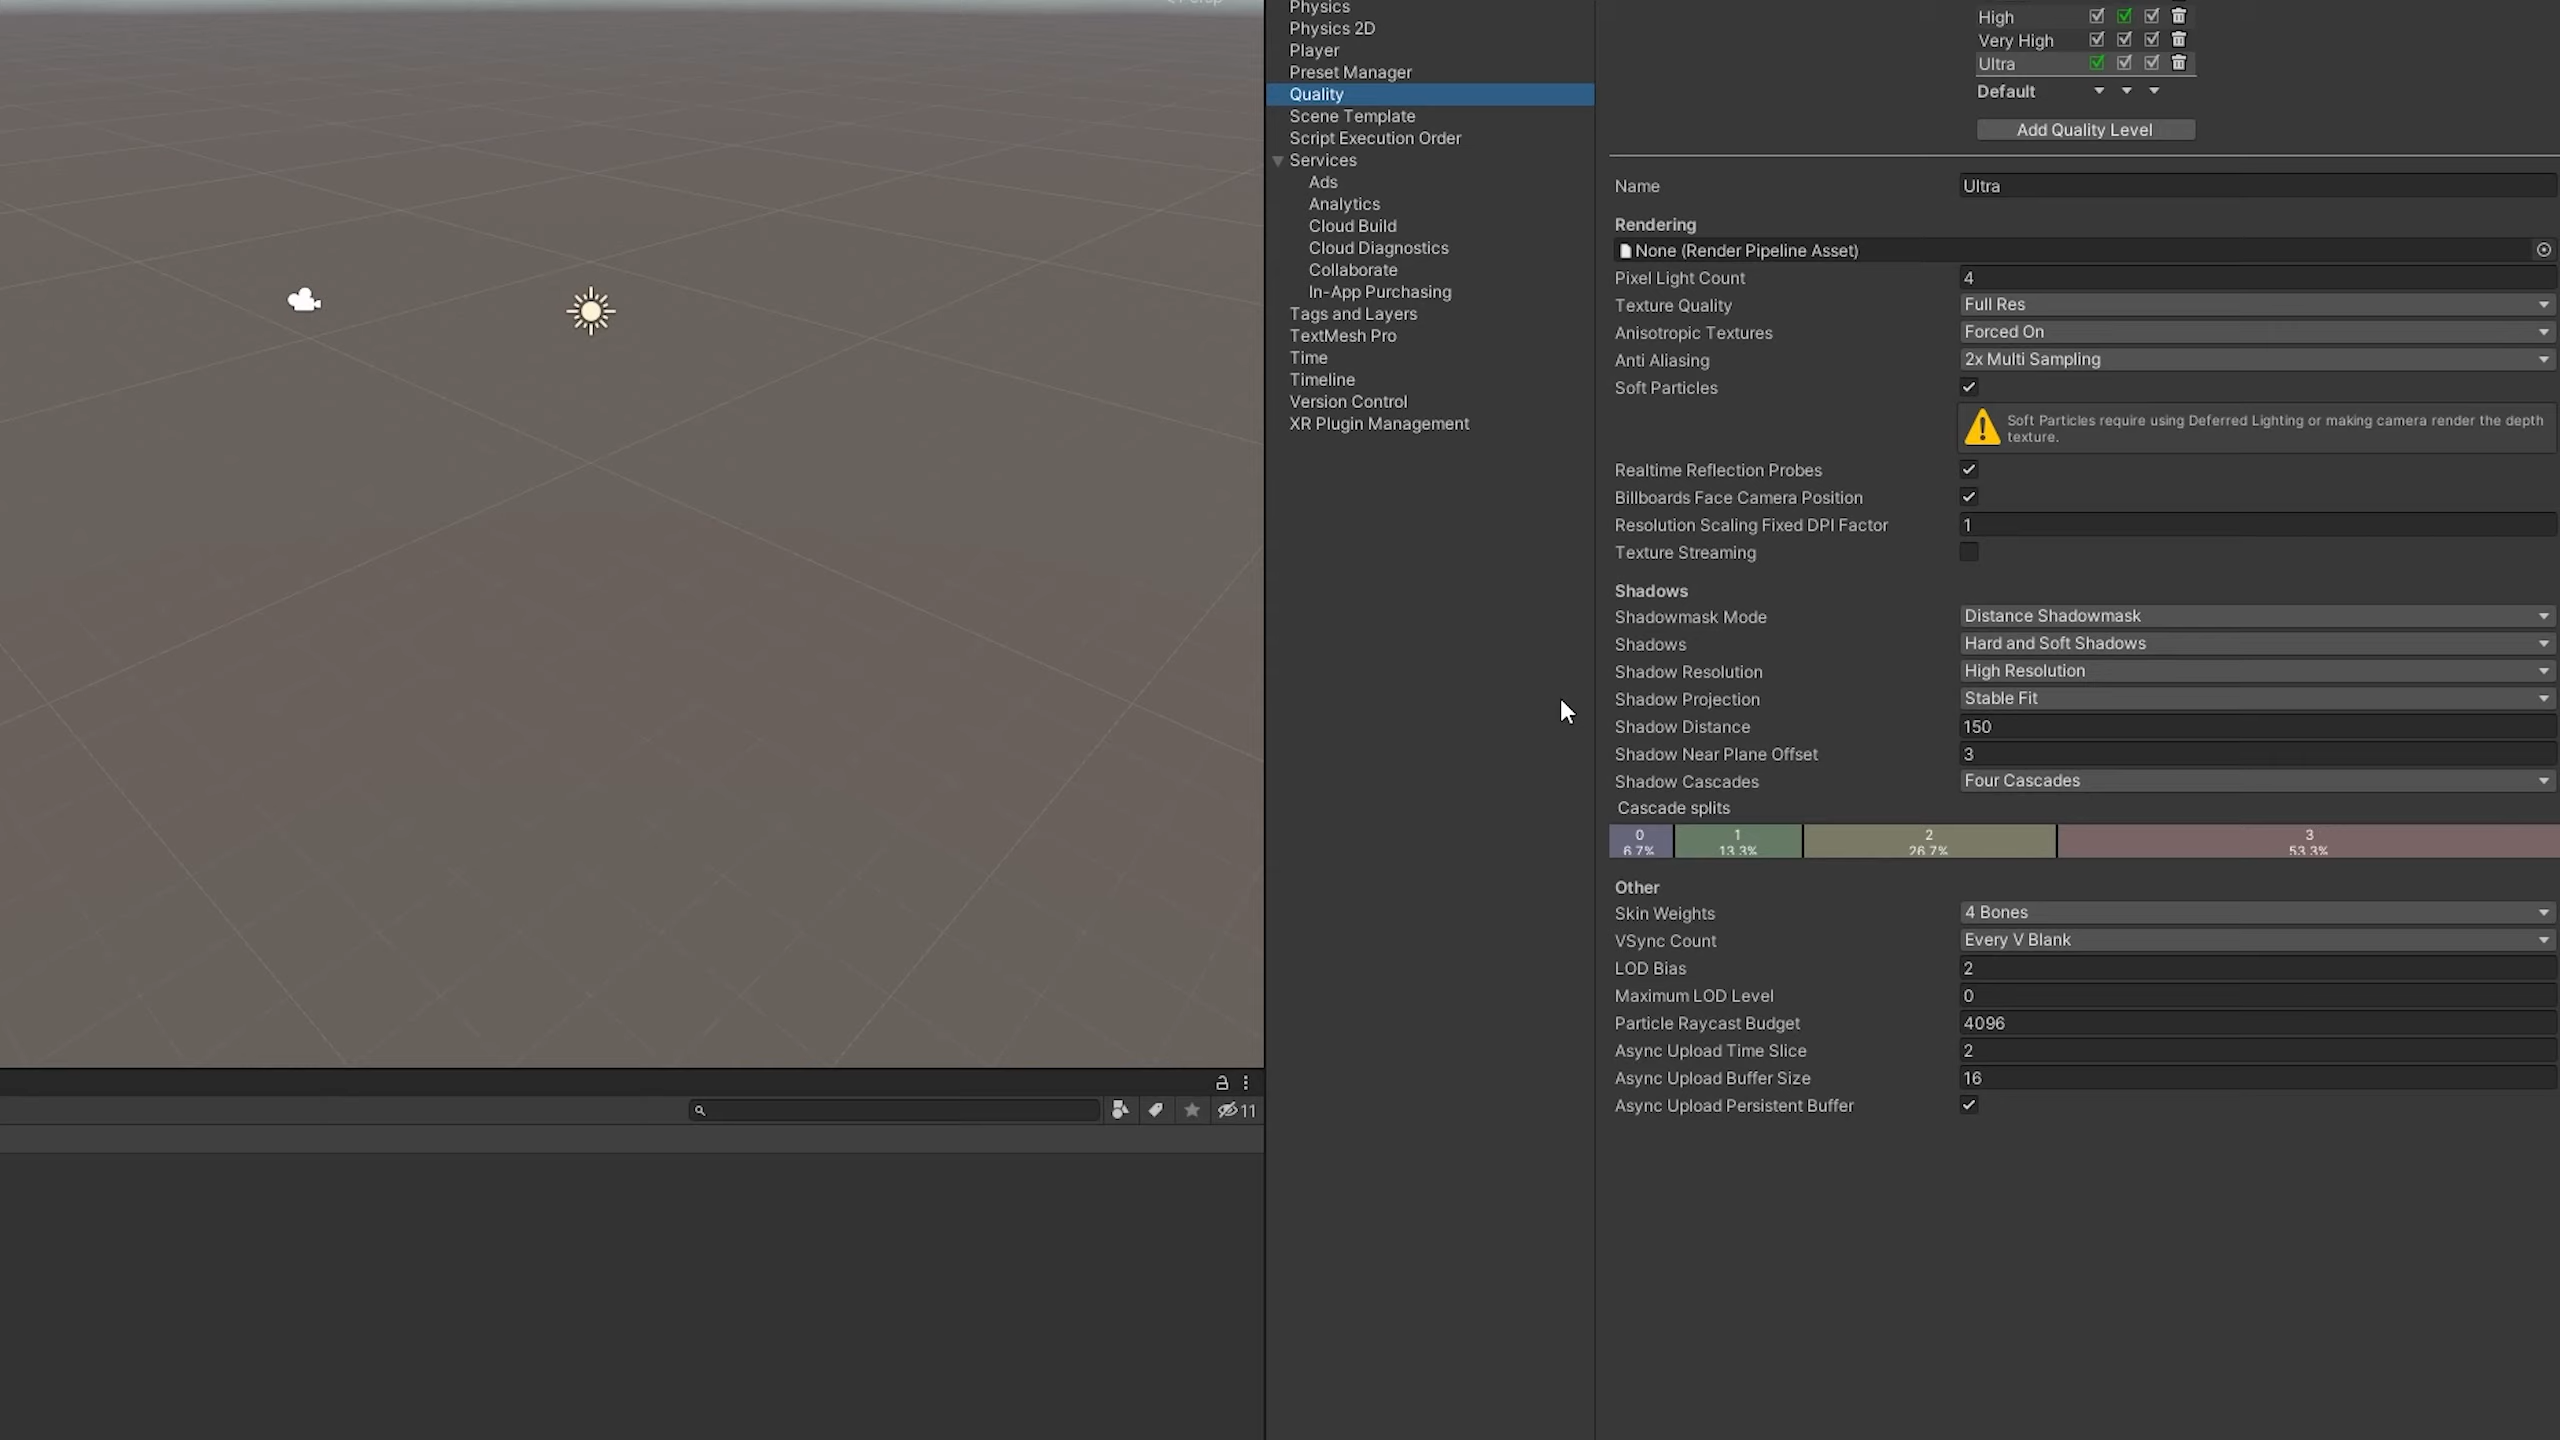 Persp
Physics
Physics 2D
Player
Preset Manager
Quality
Scene Template
Script Execution Order
Services
Ads
Analytics
Cloud Build
Cloud Diagnostics
Collaborate
In-App Purchasing
Tags and Layers
TextMesh Pro
Time
Timeline
Version Control
XR Plugin Management
High
Very High
Ultra
Default
Add Quality Level
Name Ultra
Rendering
None (Render Pipeline Asset)
Pixel Light Count 4
Texture Quality Full Res
Anisotropic Textures Forced On
Anti Aliasing 2x Multi Sampling
Soft Particles
Soft Particles require using Deferred Lighting or making camera render the depth
texture.
Realtime Reflection Probes
Billboards Face Camera Position
Resolution Scaling Fixed DPI Factor 1
Texture Streaming
Shadows
Shadowmask Mode Distance Shadowmask
Shadows Hard and Soft Shadows
Shadow Resolution High Resolution
Shadow Projection Stable Fit
Shadow Distance 150
Shadow Near Plane Offset 3
Shadow Cascades Four Cascades
Cascade splits
0 1 2 3
6.7% 13.3% 26.7% 53.3%
Other
Skin Weights 4 Bones
VSync Count Every V Blank
LOD Bias 2
Maximum LOD Level 0
Particle Raycast Budget 4096
Async Upload Time Slice 2
Async Upload Buffer Size 16
Async Upload Persistent Buffer
11